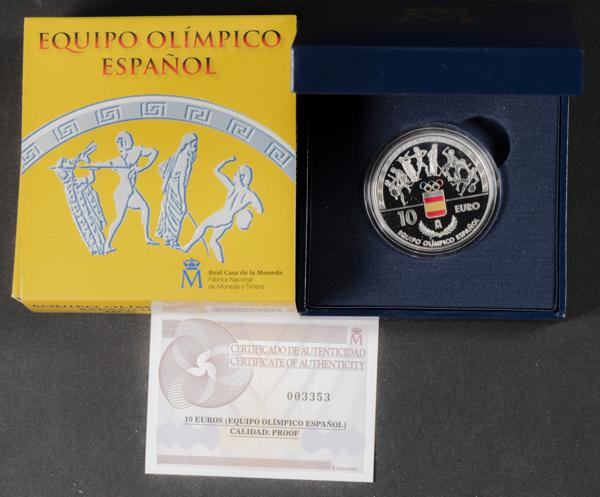 EQUIPO OLÍMPICO
ESPAÑOL
M
Real Casa de la Moneda
Fábrica Nacional
de Moneda y Timbre
10 EURO
EQUIPO OLÍMPICO ESPAÑOL
M
CERTIFICADO DE AUTENTICIDAD
CERTIFICATE OF AUTHENTICITY
003353
10 EUROS (EQUIPO OLÍMPICO ESPAÑOL)
CALIDAD: PROOF